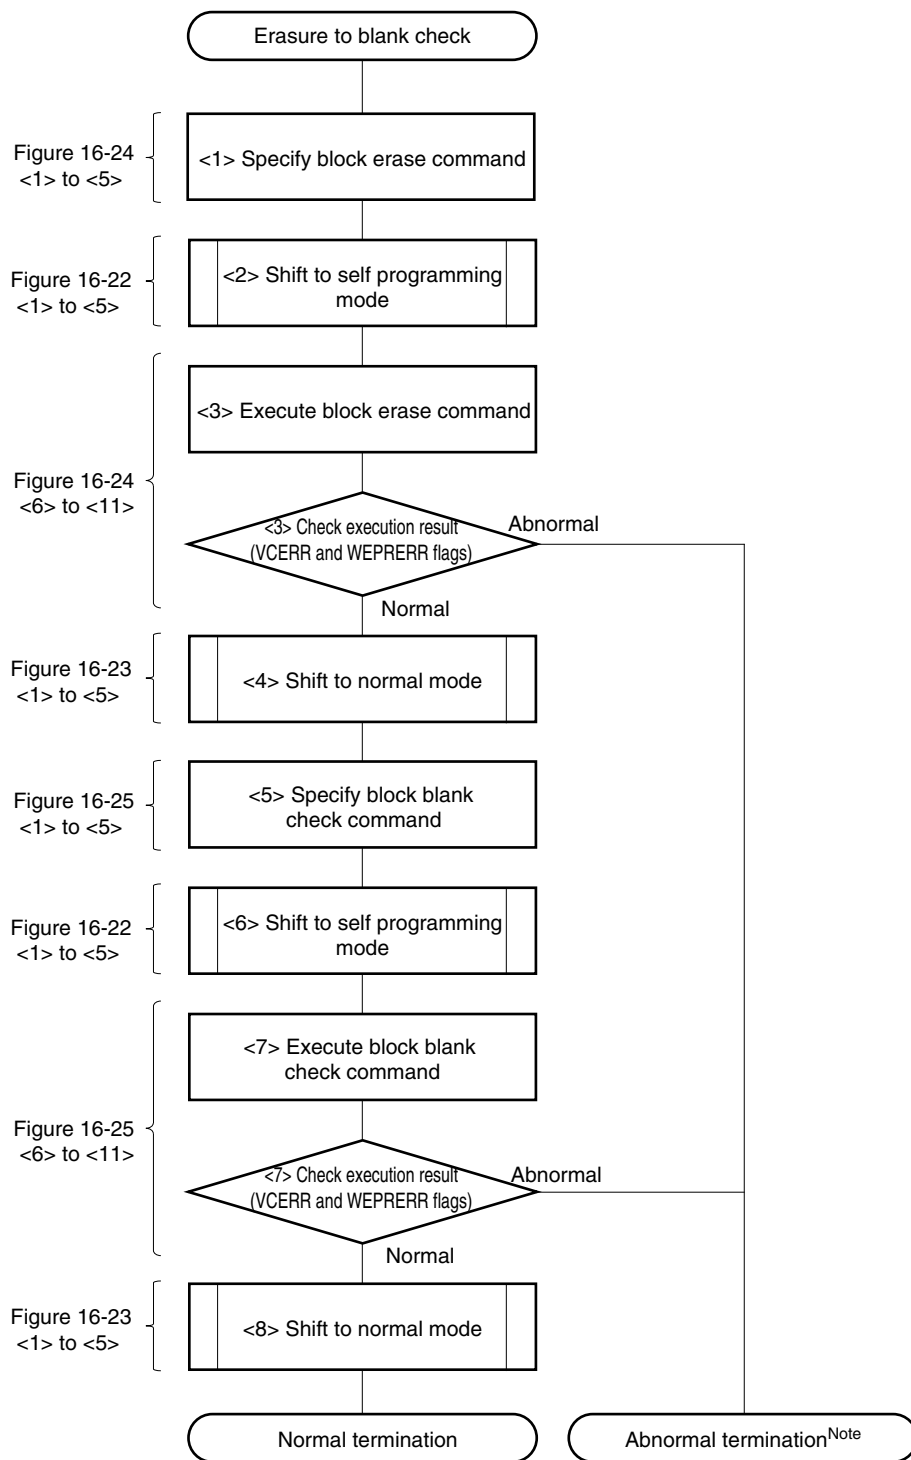 Erasure to blank check
Figure 16-24
<1> to <5>
<1> Specify block erase command
Figure 16-22
<1> to <5>
<2> Shift to self programming
mode
<3> Execute block erase command
Figure 16-24
<6> to <11>
<3> Check execution result
(VCERR and WEPRERR flags)
Abnormal
Normal
Figure 16-23
<1> to <5>
<4> Shift to normal mode
Figure 16-25
<1> to <5>
<5> Specify block blank
check command
Figure 16-22
<1> to <5>
<6> Shift to self programming
mode
<7> Execute block blank
check command
Figure 16-25
<6> to <11>
<7> Check execution result
(VCERR and WEPRERR flags)
Abnormal
Normal
Figure 16-23
<1> to <5>
<8> Shift to normal mode
Normal termination
Abnormal termination Note